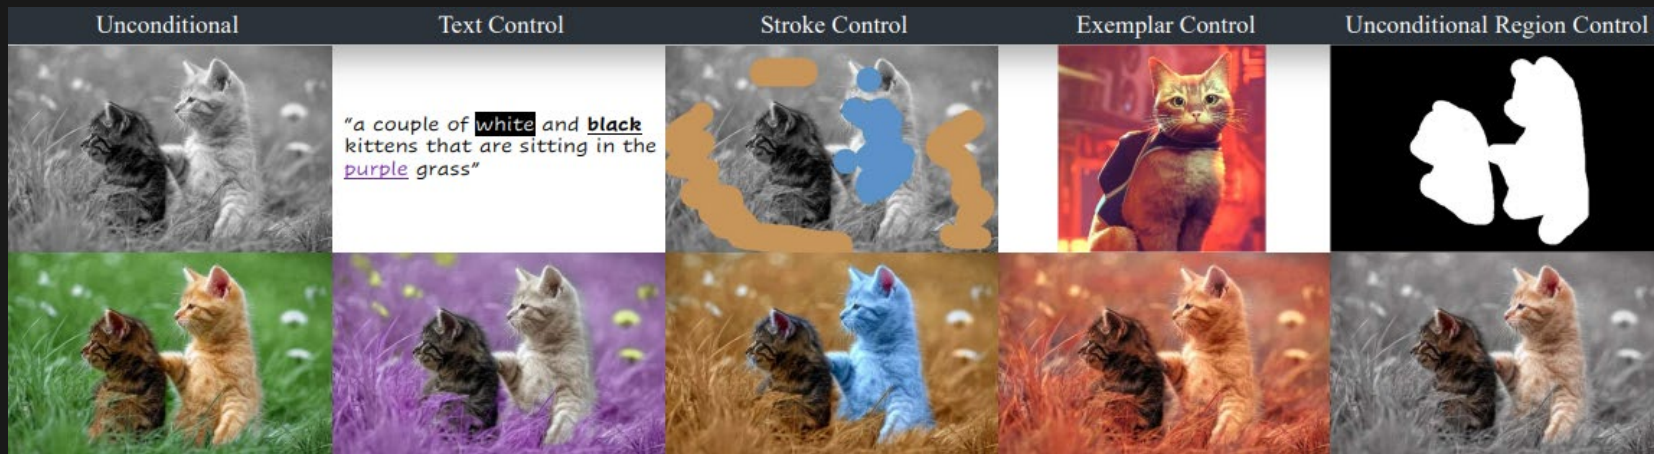 Unconditional
Text Control
Stroke Control
Exemplar Control
Unconditional Region Control
"a couple of white and black
kittens that are sitting in the
purple grass"